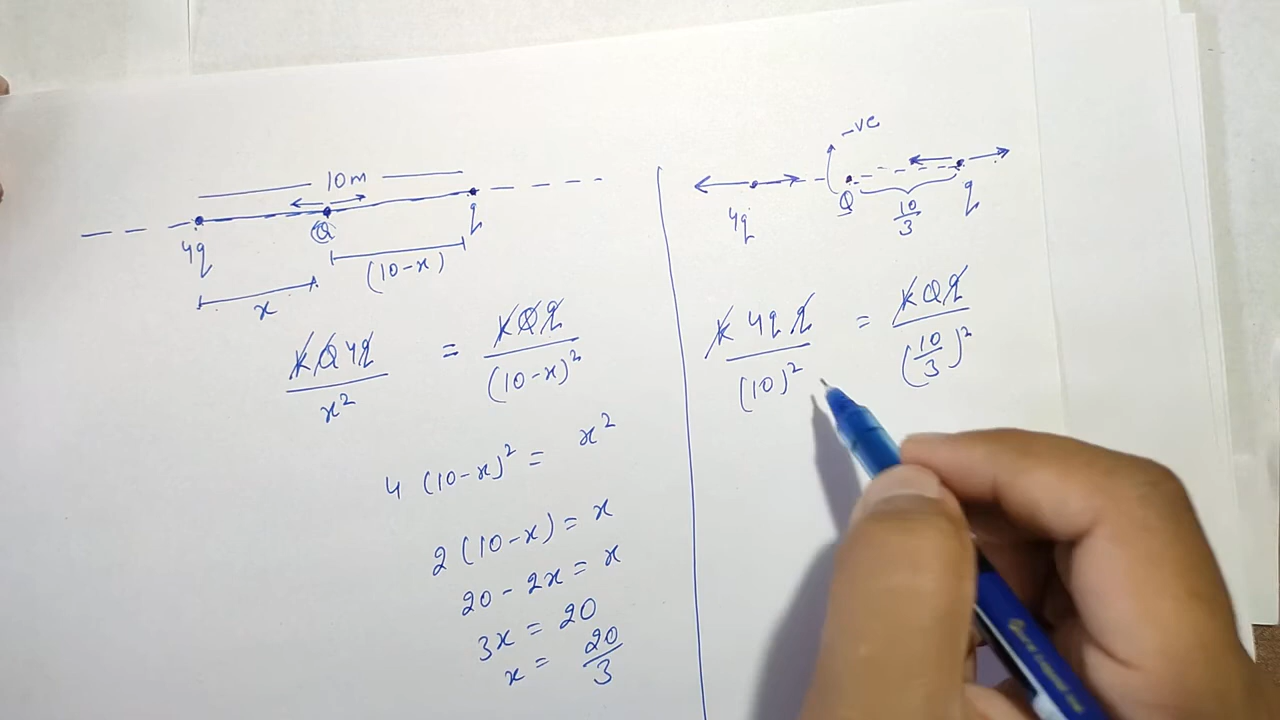 10m
4q Q q
x (10-x)
kQ4q / x² = kQq / (10-x)²
4 (10-x)² = x²
2 (10-x) = x
20 - 2x = x
3x = 20
x = 20/3
-ve
4q Q 10/3 q
k 4q q / (10)² = kQq / (10/3)²